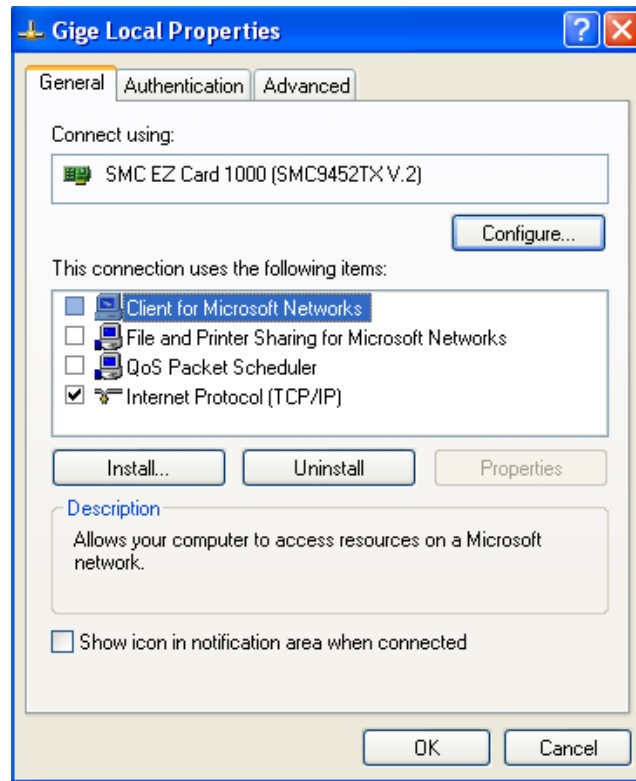 Gige Local Properties
General
Authentication
Advanced
Connect using:
SMC EZ Card 1000 (SMC9452TX V.2)
Configure...
This connection uses the following items:
Client for Microsoft Networks
File and Printer Sharing for Microsoft Networks
QoS Packet Scheduler
Internet Protocol (TCP/IP)
Install...
Uninstall
Properties
Description
Allows your computer to access resources on a Microsoft
network.
Show icon in notification area when connected
OK
Cancel